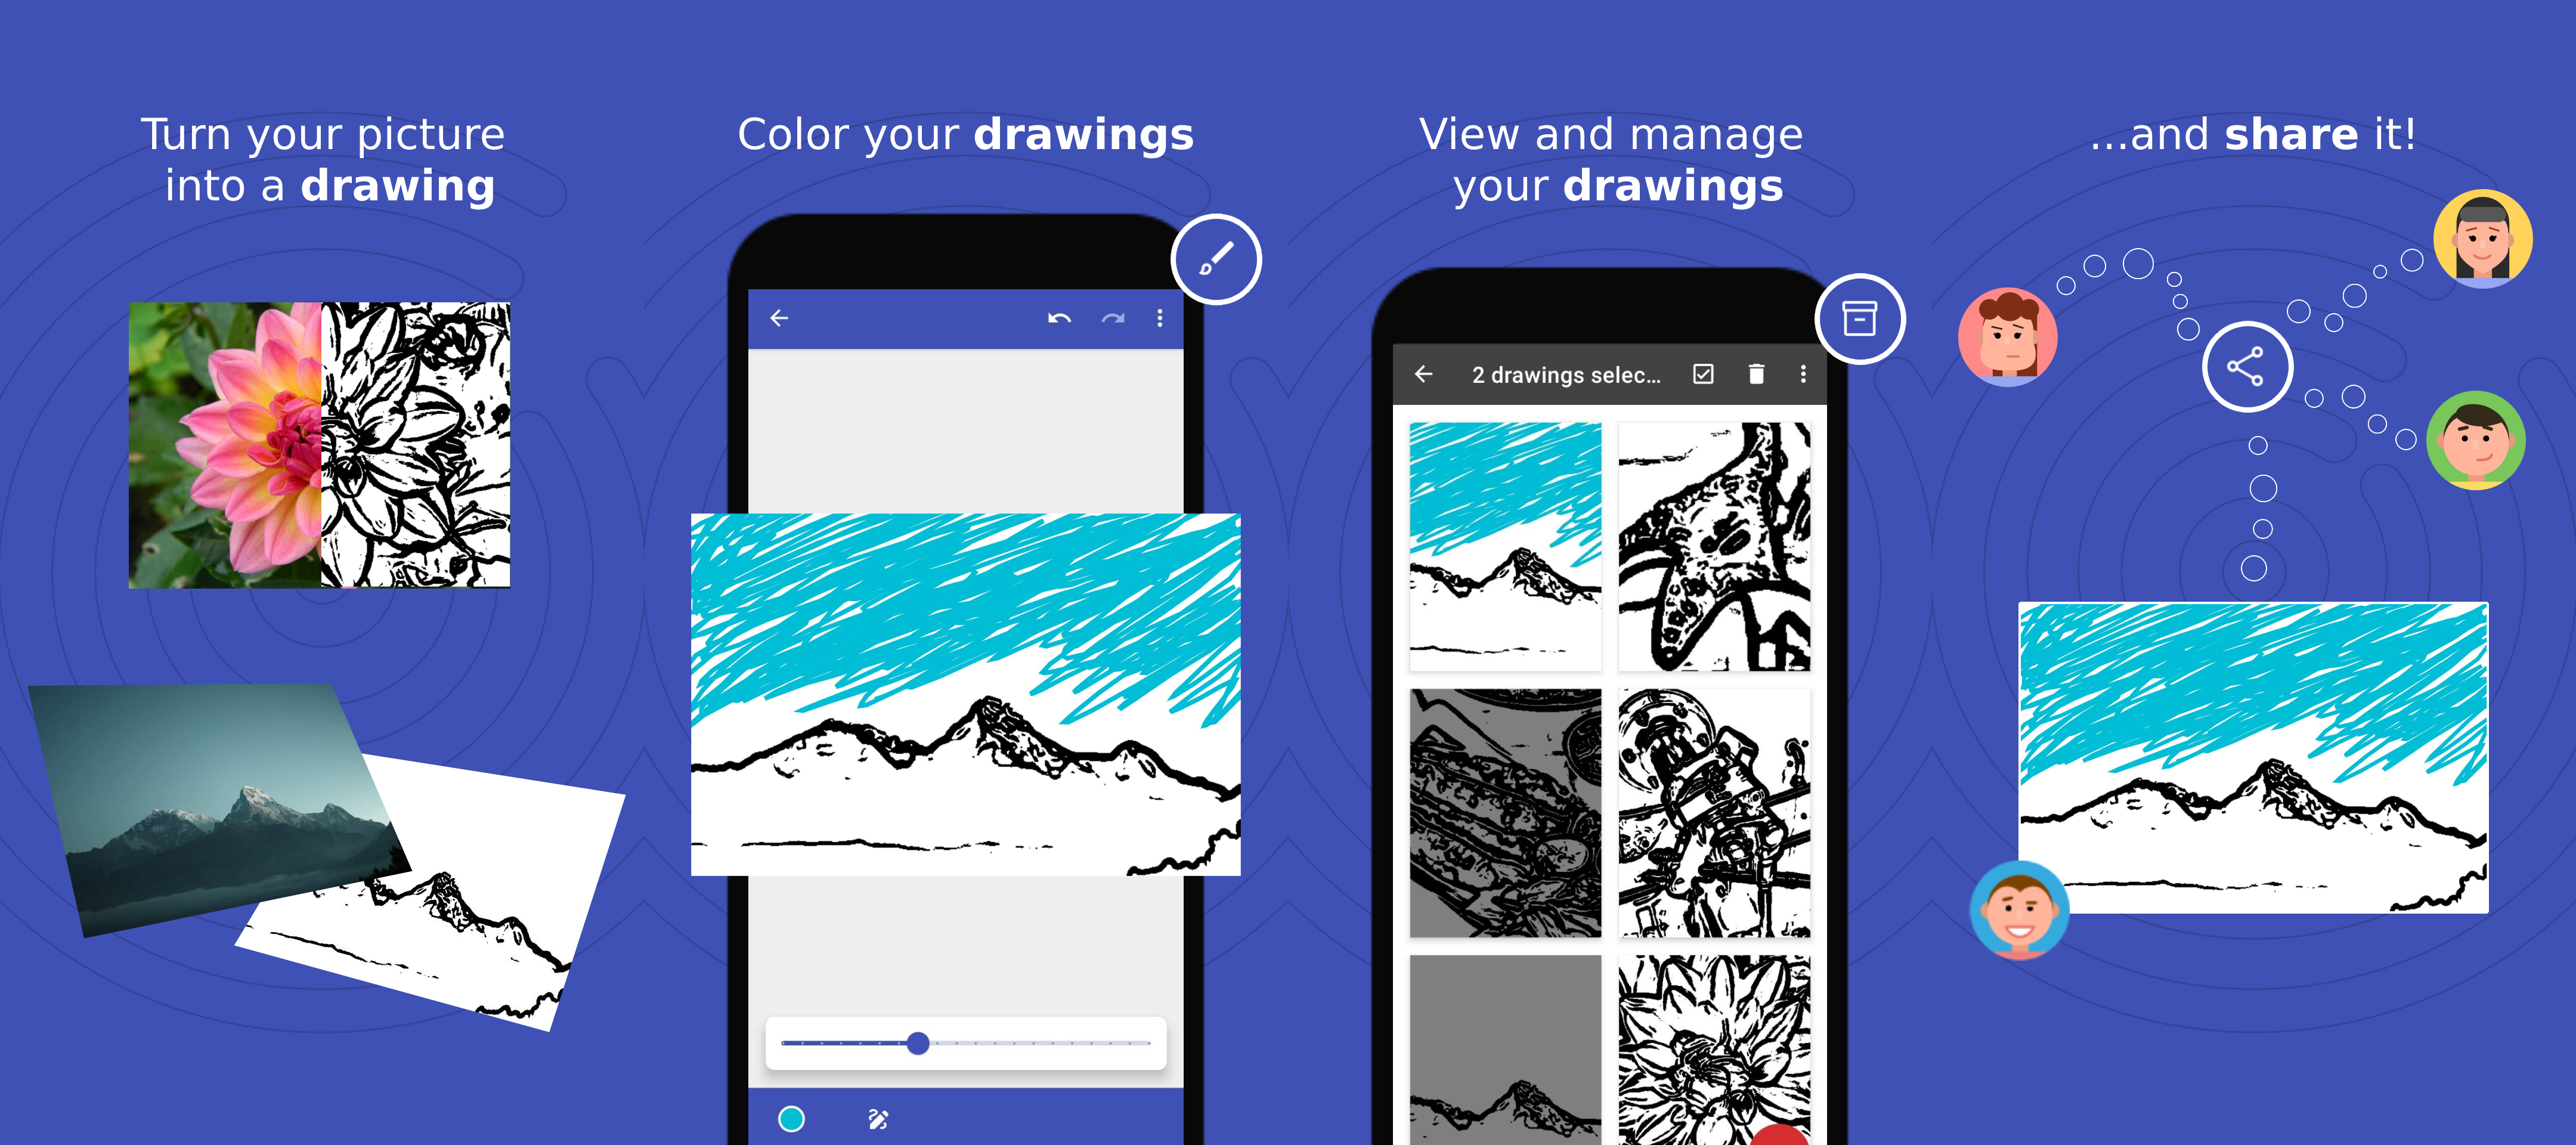 Turn your picture
into a drawing
Color your drawings
View and manage
your drawings
2 drawings selec...
...and share it!